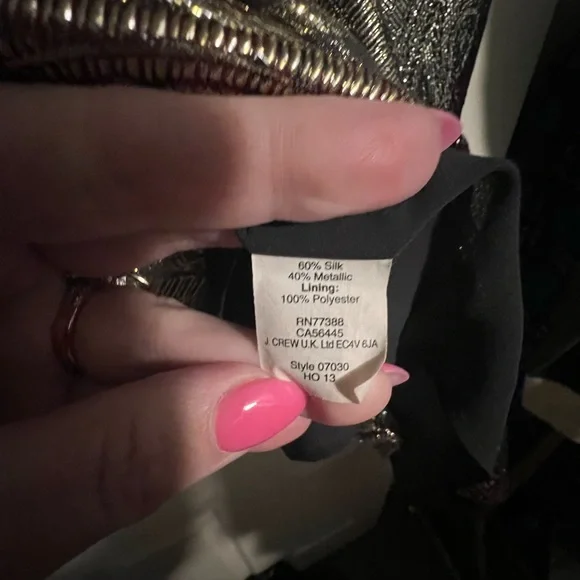 60% Silk
40% Metallic
Lining:
100% Polyester
RN77388
CA56445
J. CREW U.K. Ltd EC4V 6JA
Style 07030
HO 13